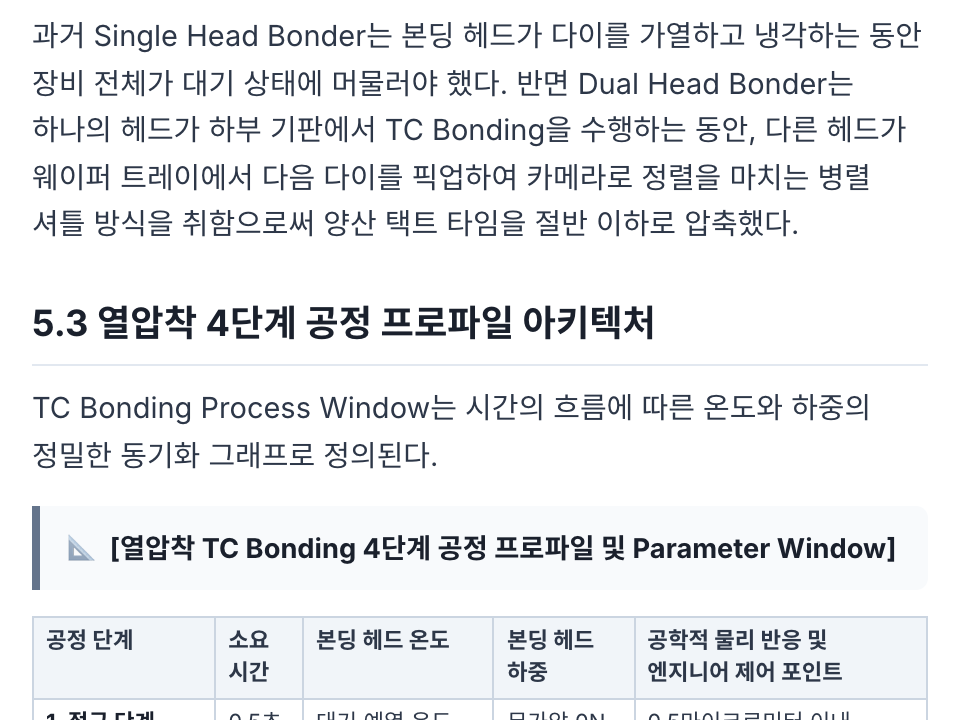 과거 Single Head Bonder는 본딩 헤드가 다이를 가열하고 냉각하는 동안
장비 전체가 대기 상태에 머물러야 했다. 반면 Dual Head Bonder는
하나의 헤드가 하부 기판에서 TC Bonding을 수행하는 동안, 다른 헤드가
웨이퍼 트레이에서 다음 다이를 픽업하여 카메라로 정렬을 마치는 병렬
셔틀 방식을 취함으로써 양산 택트 타임을 절반 이하로 압축했다.
5.3 열압착 4단계 공정 프로파일 아키텍처
TC Bonding Process Window는 시간의 흐름에 따른 온도와 하중의
정밀한 동기화 그래프로 정의된다.
[열압착 TC Bonding 4단계 공정 프로파일 및 Parameter Window]
공정 단계
소요
시간
본딩 헤드 온도
본딩 헤드
하중
공학적 물리 반응 및
엔지니어 제어 포인트